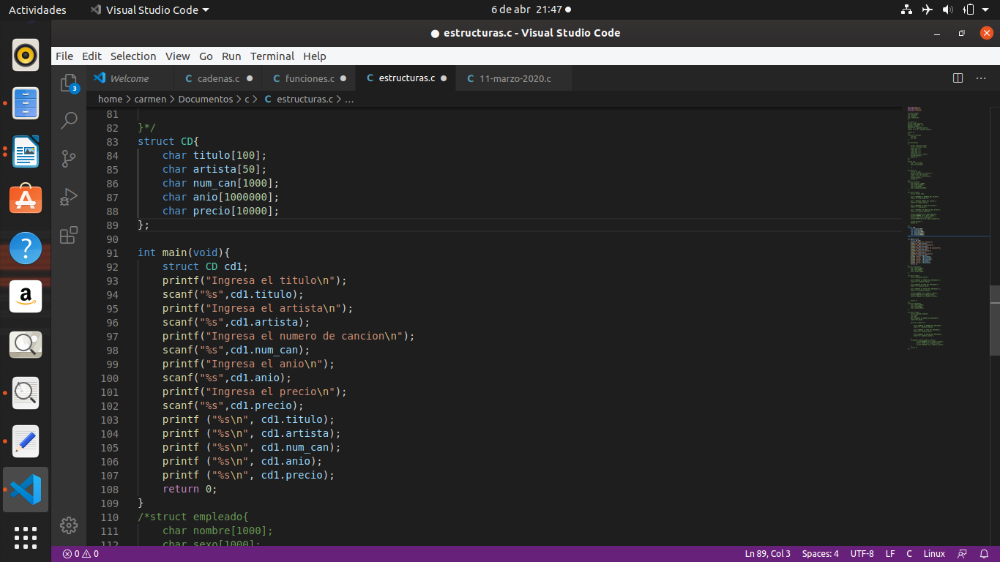 Actividades Visual Studio Code 6 de abr 21:47
estructuras.c - Visual Studio Code
File Edit Selection View Go Run Terminal Help
Welcome cadenas.c funciones.c estructuras.c 11-marzo-2020.c
3
home > carmen > Documentos > c > estructuras.c > ...
81
82 }*/
83 struct CD{
84 char titulo[100];
85 char artista[50];
86 char num_can[1000];
87 char anio[1000000];
88 char precio[10000];
89 };
90
91 int main(void){
92 struct CD cd1;
93 printf("Ingresa el titulo\n");
94 scanf("%s",cd1.titulo);
95 printf("Ingresa el artista\n");
96 scanf("%s",cd1.artista);
97 printf("Ingresa el numero de cancion\n");
98 scanf("%s",cd1.num_can);
99 printf("Ingresa el anio\n");
100 scanf("%s",cd1.anio);
101 printf("Ingresa el precio\n");
102 scanf("%s",cd1.precio);
103 printf ("%s\n", cd1.titulo);
104 printf ("%s\n", cd1.artista);
105 printf ("%s\n", cd1.num_can);
106 printf ("%s\n", cd1.anio);
107 printf ("%s\n", cd1.precio);
108 return 0;
109 }
110 /*struct empleado{
111 char nombre[1000];
112 char sexo[1000];
0 0 Ln 89, Col 3 Spaces: 4 UTF-8 LF C Linux